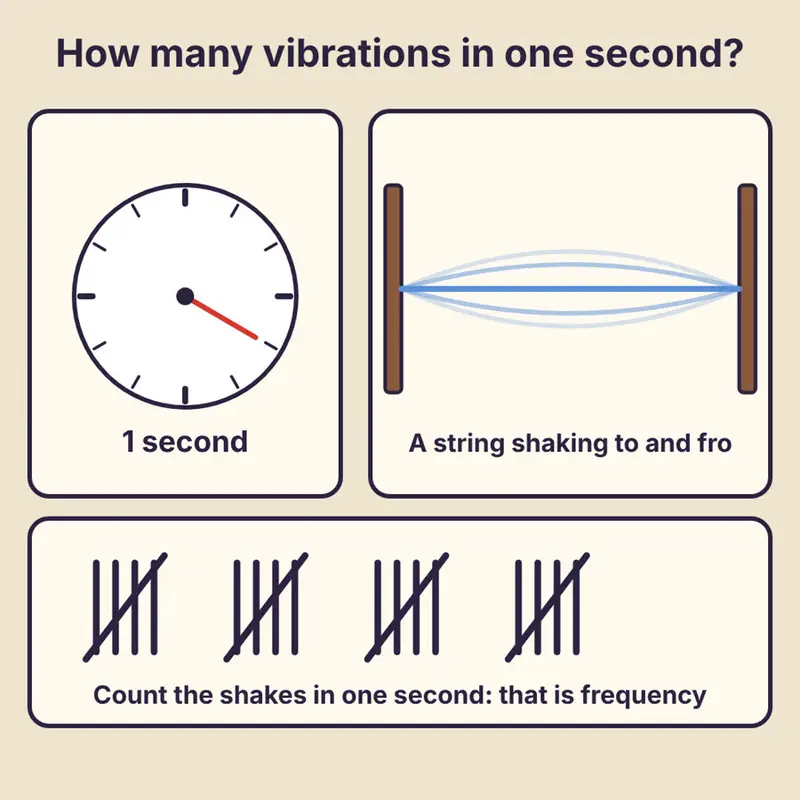 How many vibrations in one second?
1 second
A string shaking to and fro
Count the shakes in one second: that is frequency